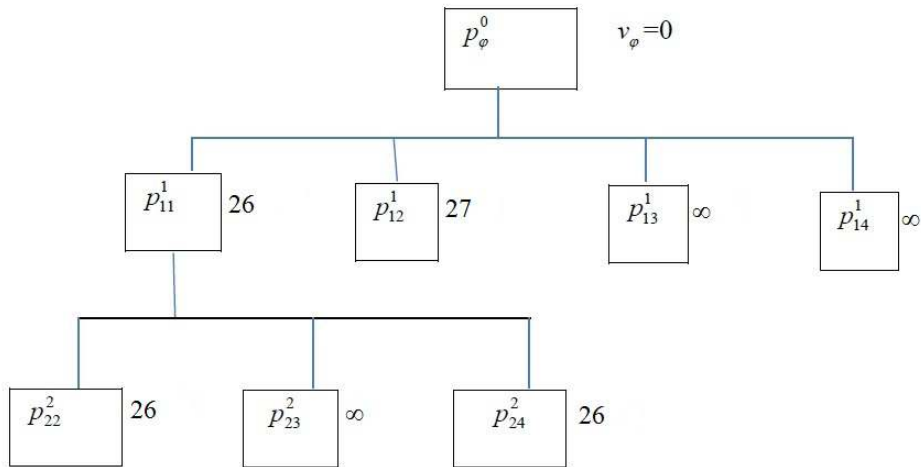 p_φ^0 v_φ=0
p_11^1 26 p_12^1 27 p_13^1 ∞ p_14^1 ∞
p_22^2 26 p_23^2 ∞ p_24^2 26